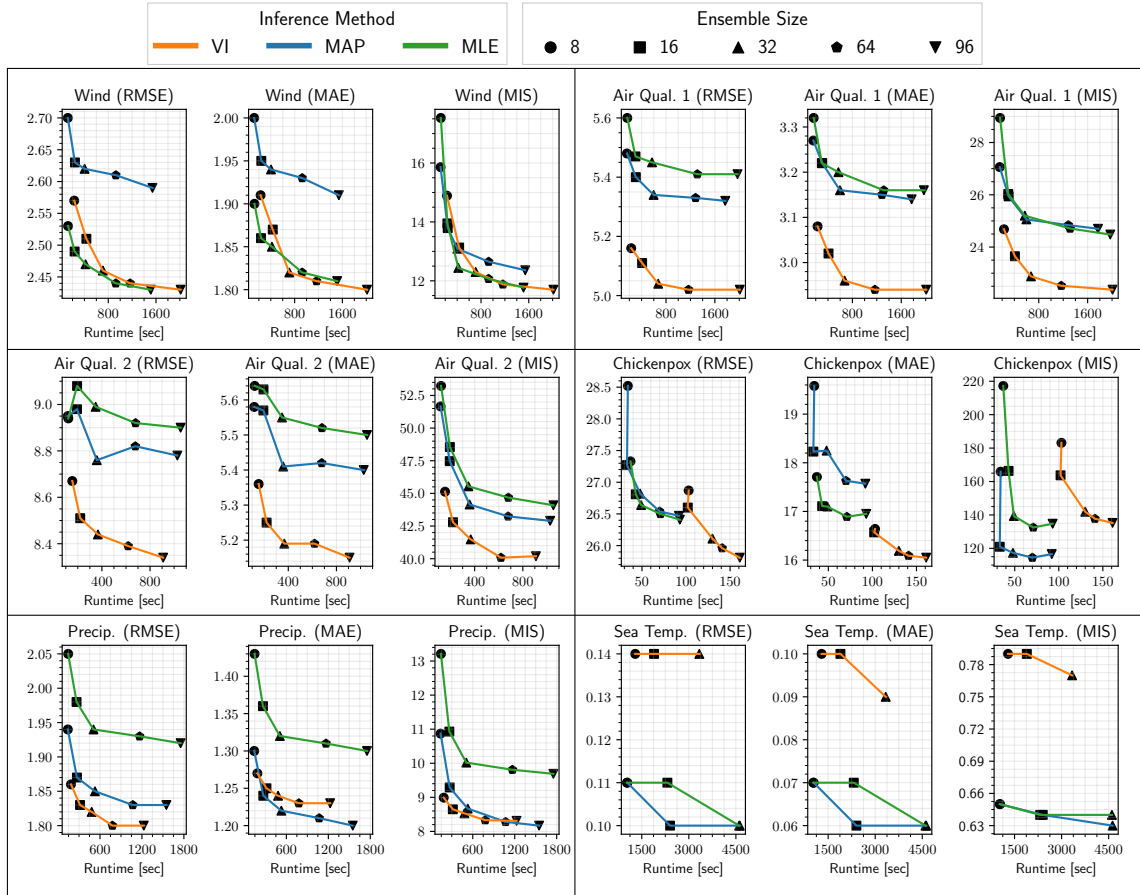 Inference Method
VI MAP MLE
Ensemble Size
8 16 32 64 96
Wind (RMSE) Wind (MAE) Wind (MIS) Air Qual. 1 (RMSE) Air Qual. 1 (MAE) Air Qual. 1 (MIS)
2.70 2.65 2.60 2.55 2.50 2.45
2.00 1.95 1.90 1.85 1.80
16 14 12
5.6 5.4 5.2 5.0
3.3 3.2 3.1 3.0
28 26 24
800 1600 800 1600 800 1600 800 1600 800 1600 800 1600
Runtime [sec] Runtime [sec] Runtime [sec] Runtime [sec] Runtime [sec] Runtime [sec]
Air Qual. 2 (RMSE) Air Qual. 2 (MAE) Air Qual. 2 (MIS) Chickenpox (RMSE) Chickenpox (MAE) Chickenpox (MIS)
9.0 8.8 8.6 8.4
5.6 5.5 5.4 5.3 5.2
52.5 50.0 47.5 45.0 42.5 40.0
28.5 28.0 27.5 27.0 26.5 26.0
19 18 17 16
220 200 180 160 140 120
400 800 400 800 400 800 50 100 150 50 100 150 50 100 150
Runtime [sec] Runtime [sec] Runtime [sec] Runtime [sec] Runtime [sec] Runtime [sec]
Precip. (RMSE) Precip. (MAE) Precip. (MIS) Sea Temp. (RMSE) Sea Temp. (MAE) Sea Temp. (MIS)
2.05 2.00 1.95 1.90 1.85 1.80
1.40 1.35 1.30 1.25 1.20
13 12 11 10 9 8
0.14 0.13 0.12 0.11 0.10
0.10 0.09 0.08 0.07 0.06
0.78 0.75 0.72 0.69 0.66 0.63
600 1200 1800 600 1200 1800 600 1200 1800 1500 3000 4500 1500 3000 4500 1500 3000 4500
Runtime [sec] Runtime [sec] Runtime [sec] Runtime [sec] Runtime [sec] Runtime [sec]